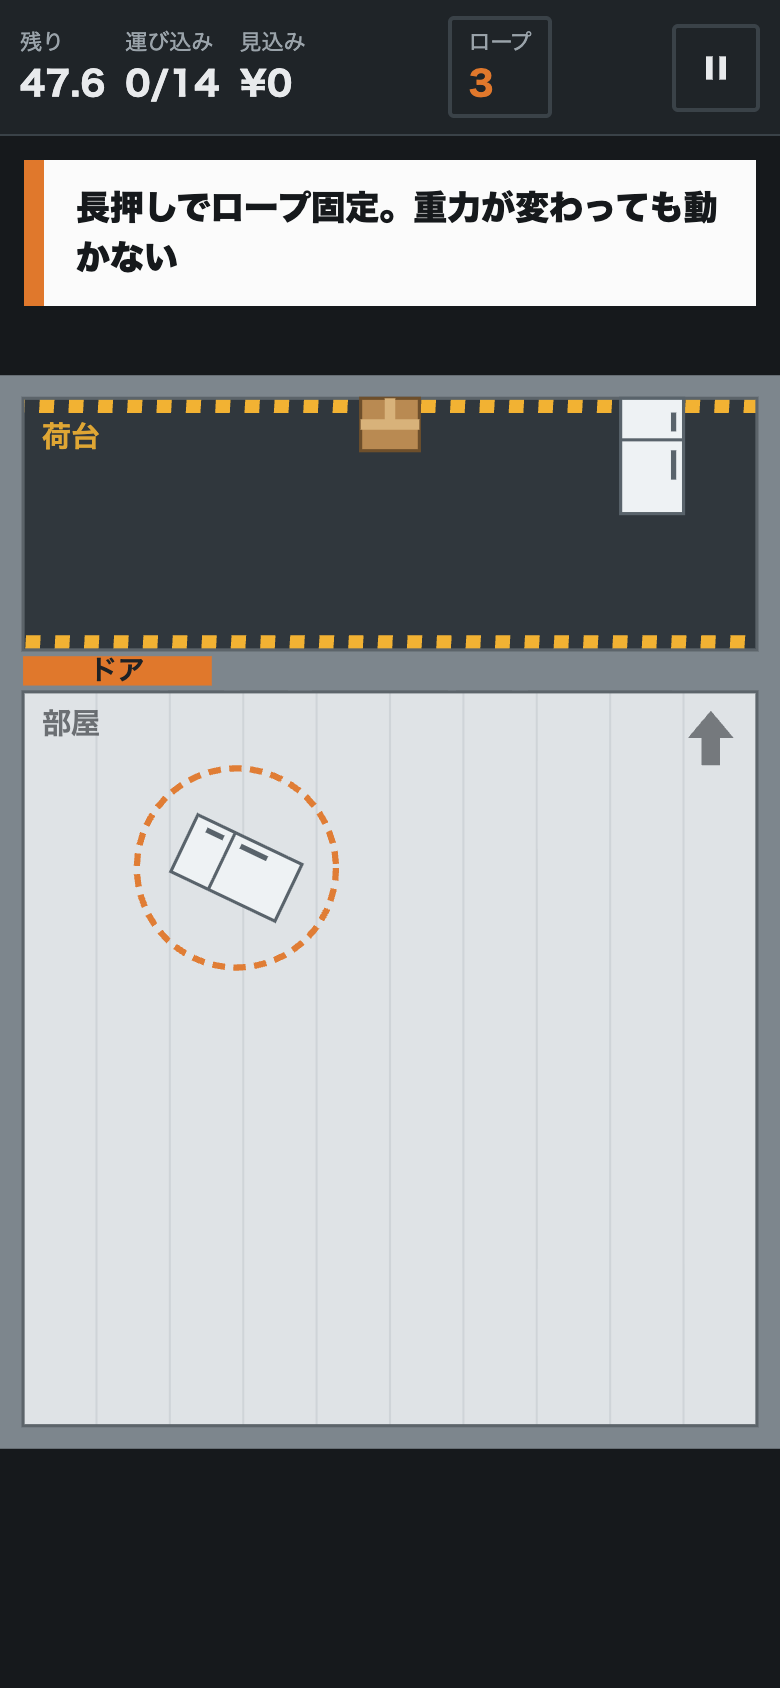 残り 運び込み 見込み ロープ
47.6 0/14 ¥0 3
長押しでロープ固定。重力が変わっても動
かない
荷台
ドア
部屋